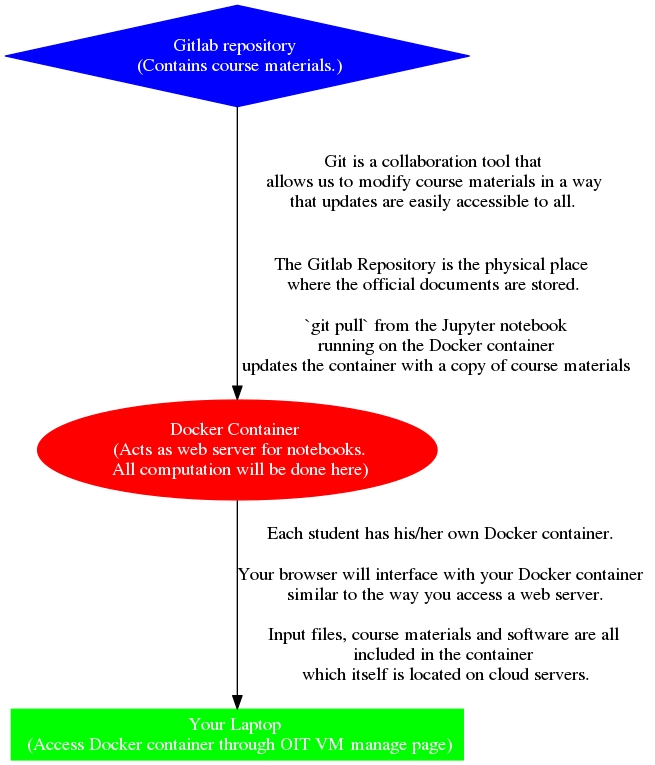 Gitlab repository
(Contains course materials.)
Git is a collaboration tool that
allows us to modify course materials in a way
that updates are easily accessible to all.
The Gitlab Repository is the physical place
where the official documents are stored.
`git pull` from the Jupyter notebook
running on the Docker container
updates the container with a copy of course materials
Docker Container
(Acts as web server for notebooks.
All computation will be done here)
Each student has his/her own Docker container.
Your browser will interface with your Docker container
similar to the way you access a web server.
Input files, course materials and software are all
included in the container
which itself is located on cloud servers.
Your Laptop
(Access Docker container through OIT VM manage page)